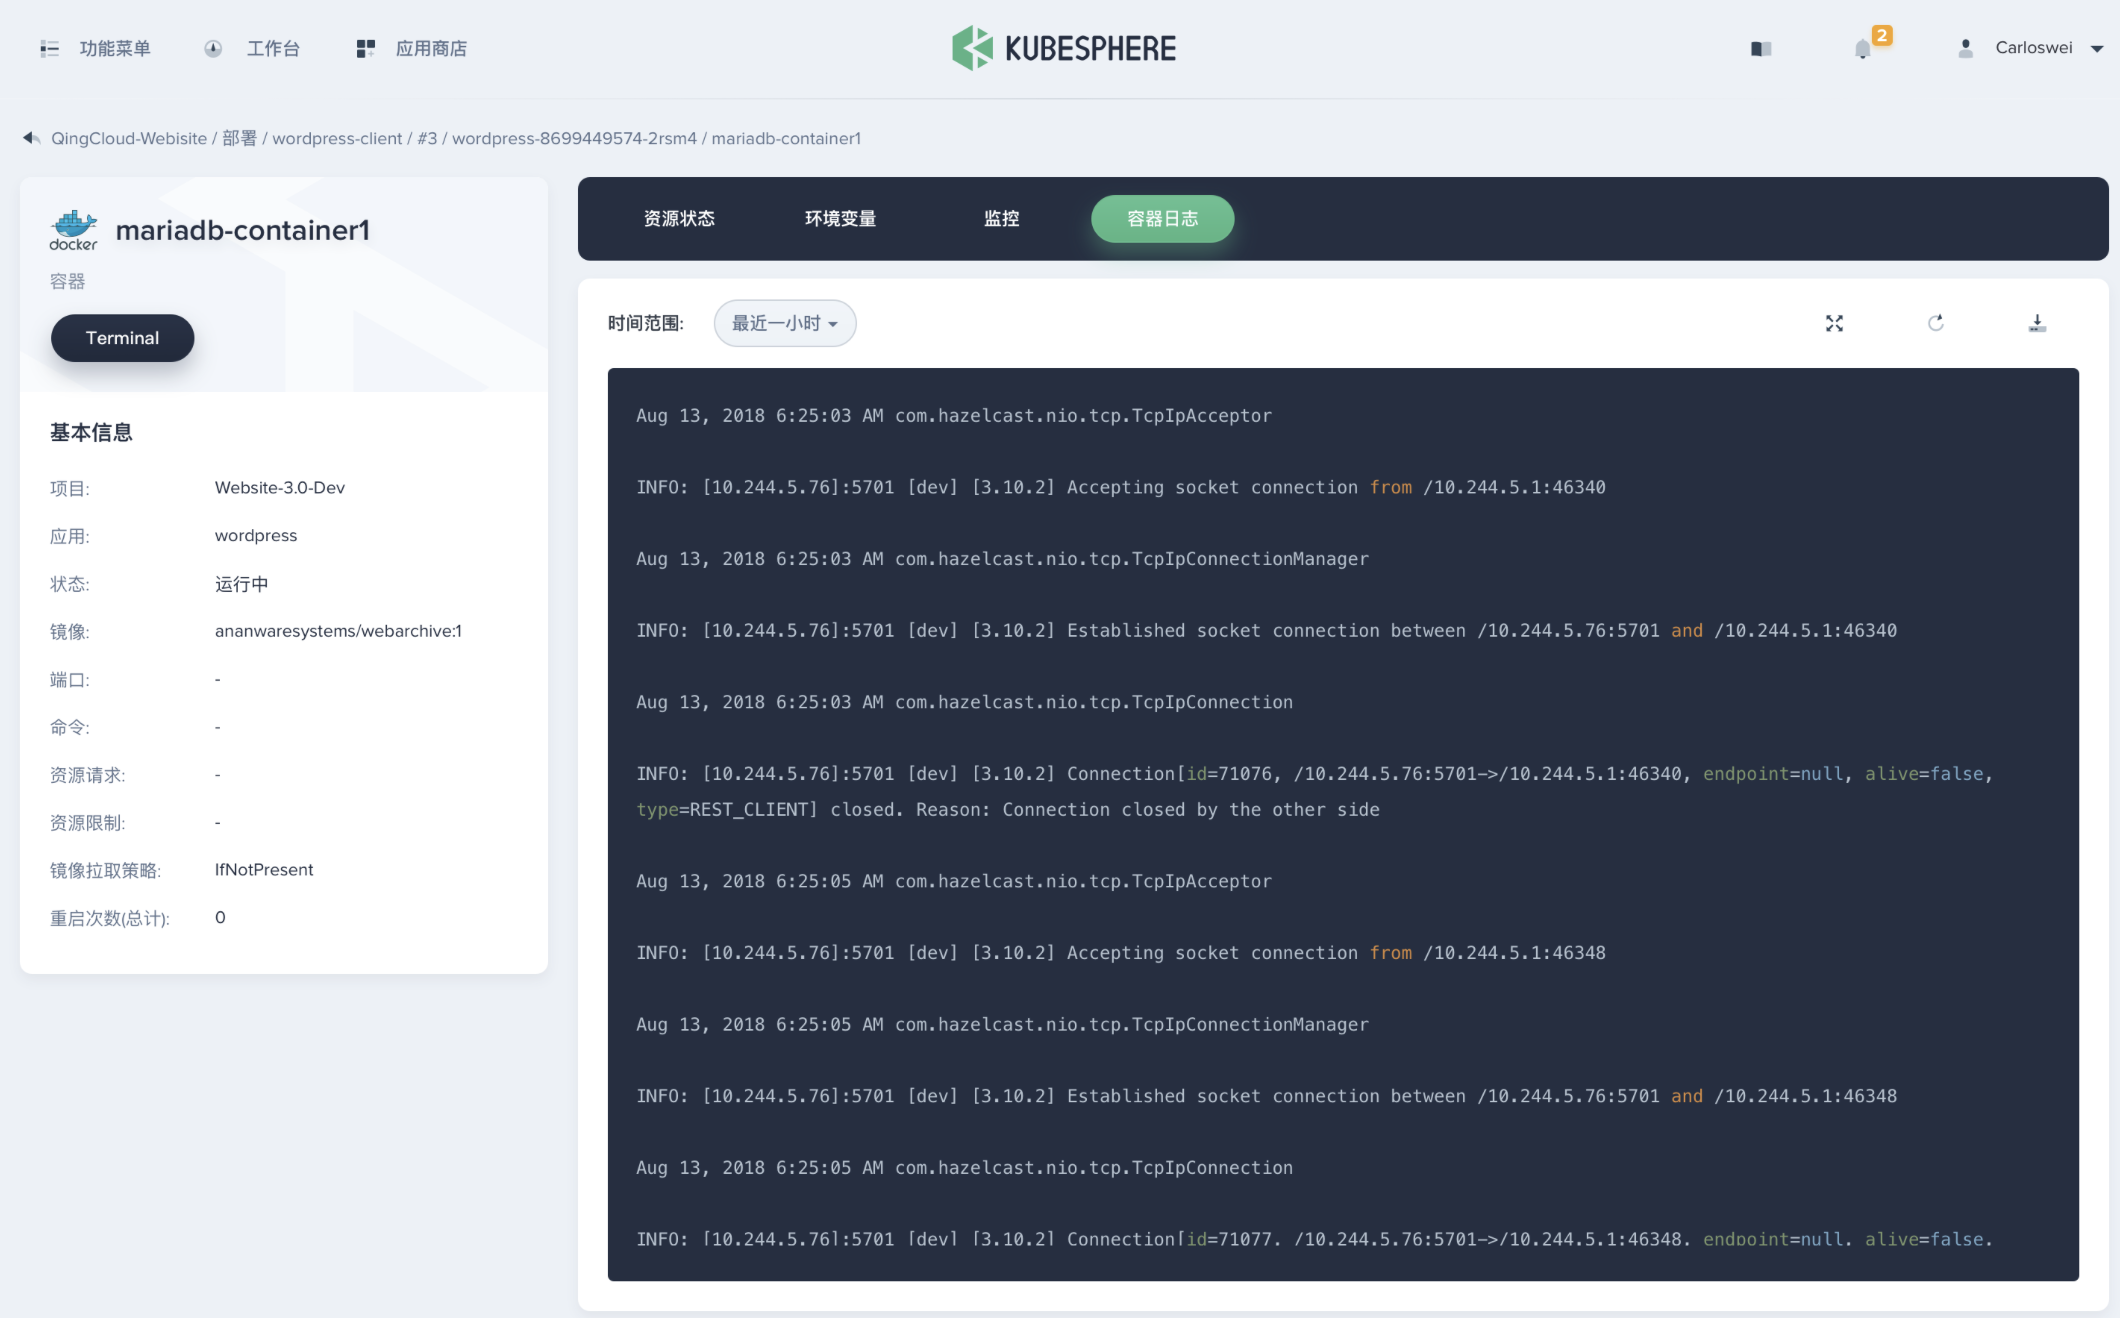 功能菜单 工作台 应用商店 KUBESPHERE 2 Carloswei
QingCloud-Webisite / 部署 / wordpress-client / #3 / wordpress-8699449574-2rsm4 / mariadb-container1
docker mariadb-container1
容器
Terminal
基本信息
项目: Website-3.0-Dev
应用: wordpress
状态: 运行中
镜像: ananwaresystems/webarchive:1
端口: -
命令: -
资源请求: -
资源限制: -
镜像拉取策略: IfNotPresent
重启次数(总计): 0
资源状态 环境变量 监控 容器日志
时间范围: 最近一小时
Aug 13, 2018 6:25:03 AM com.hazelcast.nio.tcp.TcpIpAcceptor
INFO: [10.244.5.76]:5701 [dev] [3.10.2] Accepting socket connection from /10.244.5.1:46340
Aug 13, 2018 6:25:03 AM com.hazelcast.nio.tcp.TcpIpConnectionManager
INFO: [10.244.5.76]:5701 [dev] [3.10.2] Established socket connection between /10.244.5.76:5701 and /10.244.5.1:46340
Aug 13, 2018 6:25:03 AM com.hazelcast.nio.tcp.TcpIpConnection
INFO: [10.244.5.76]:5701 [dev] [3.10.2] Connection[id=71076, /10.244.5.76:5701->/10.244.5.1:46340, endpoint=null, alive=false,
type=REST_CLIENT] closed. Reason: Connection closed by the other side
Aug 13, 2018 6:25:05 AM com.hazelcast.nio.tcp.TcpIpAcceptor
INFO: [10.244.5.76]:5701 [dev] [3.10.2] Accepting socket connection from /10.244.5.1:46348
Aug 13, 2018 6:25:05 AM com.hazelcast.nio.tcp.TcpIpConnectionManager
INFO: [10.244.5.76]:5701 [dev] [3.10.2] Established socket connection between /10.244.5.76:5701 and /10.244.5.1:46348
Aug 13, 2018 6:25:05 AM com.hazelcast.nio.tcp.TcpIpConnection
INFO: [10.244.5.76]:5701 [dev] [3.10.2] Connection[id=71077, /10.244.5.76:5701->/10.244.5.1:46348, endpoint=null, alive=false,